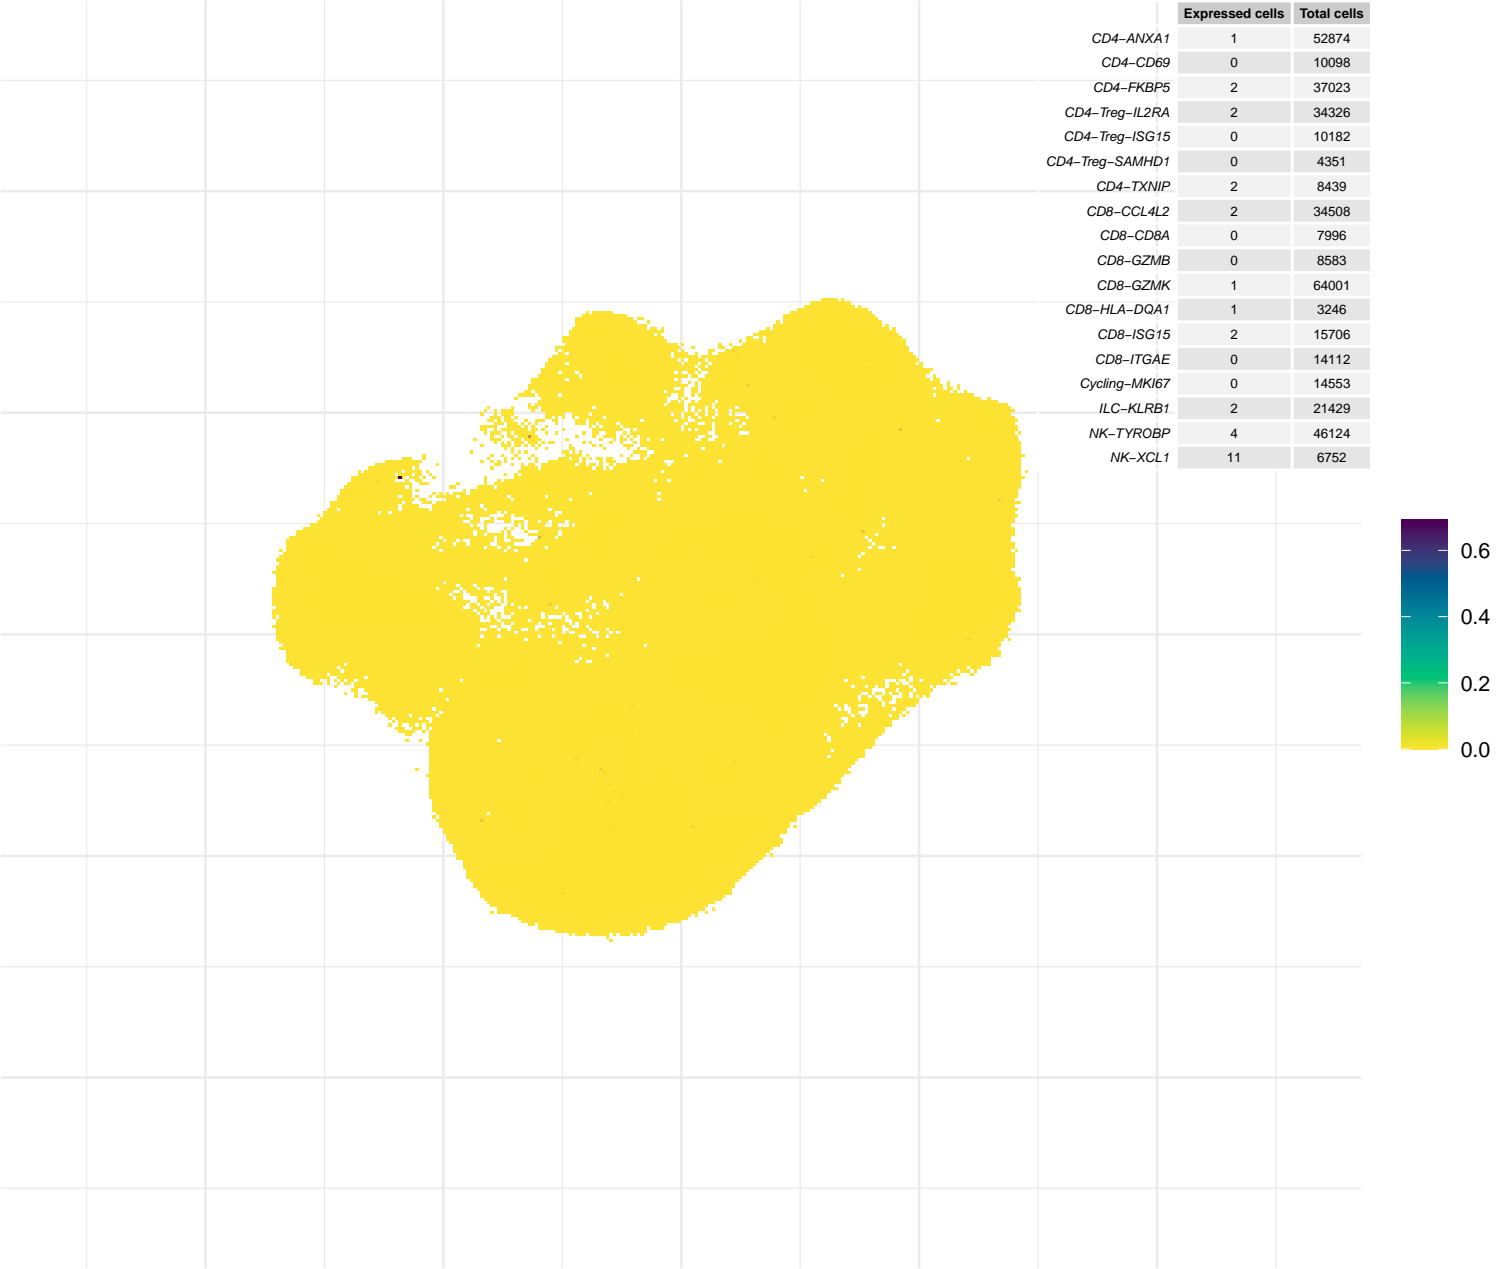 Expressed cells Total cells
CD4−ANXA1 1 52874
CD4−CD69 0 10098
CD4−FKBP5 2 37023
CD4−Treg−IL2RA 2 34326
CD4−Treg−ISG15 0 10182
CD4−Treg−SAMHD1 0 4351
CD4−TXNIP 2 8439
CD8−CCL4L2 2 34508
CD8−CD8A 0 7996
CD8−GZMB 0 8583
CD8−GZMK 1 64001
CD8−HLA−DQA1 1 3246
CD8−ISG15 2 15706
CD8−ITGAE 0 14112
Cycling−MKI67 0 14553
ILC−KLRB1 2 21429
NK−TYROBP 4 46124
NK−XCL1 11 6752
0.6
0.4
0.2
0.0